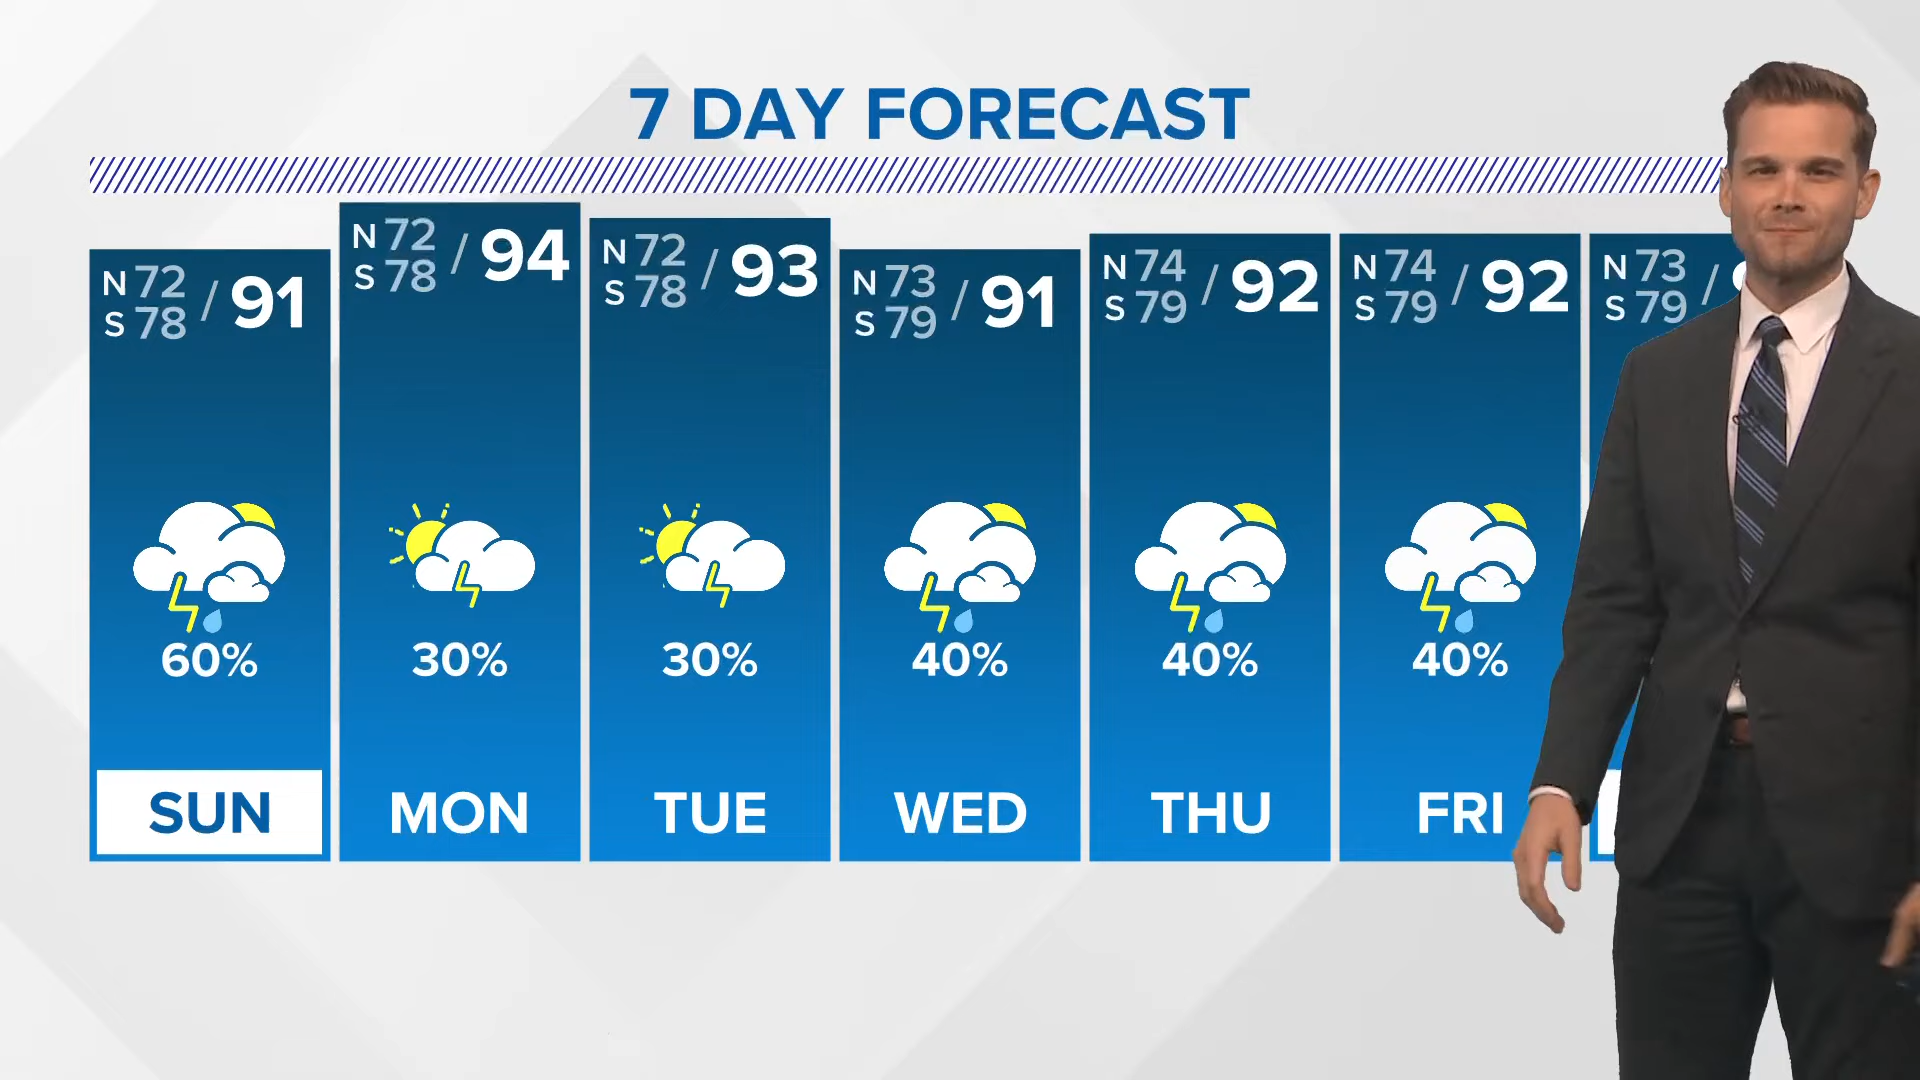 7 DAY FORECAST
N 72
S 78 / 91
60%
SUN
N 72
S 78 / 94
30%
MON
N 72
S 78 / 93
30%
TUE
N 73
S 79 / 91
40%
WED
N 74
S 79 / 92
40%
THU
N 74
S 79 / 92
40%
FRI
N 73
S 79 /